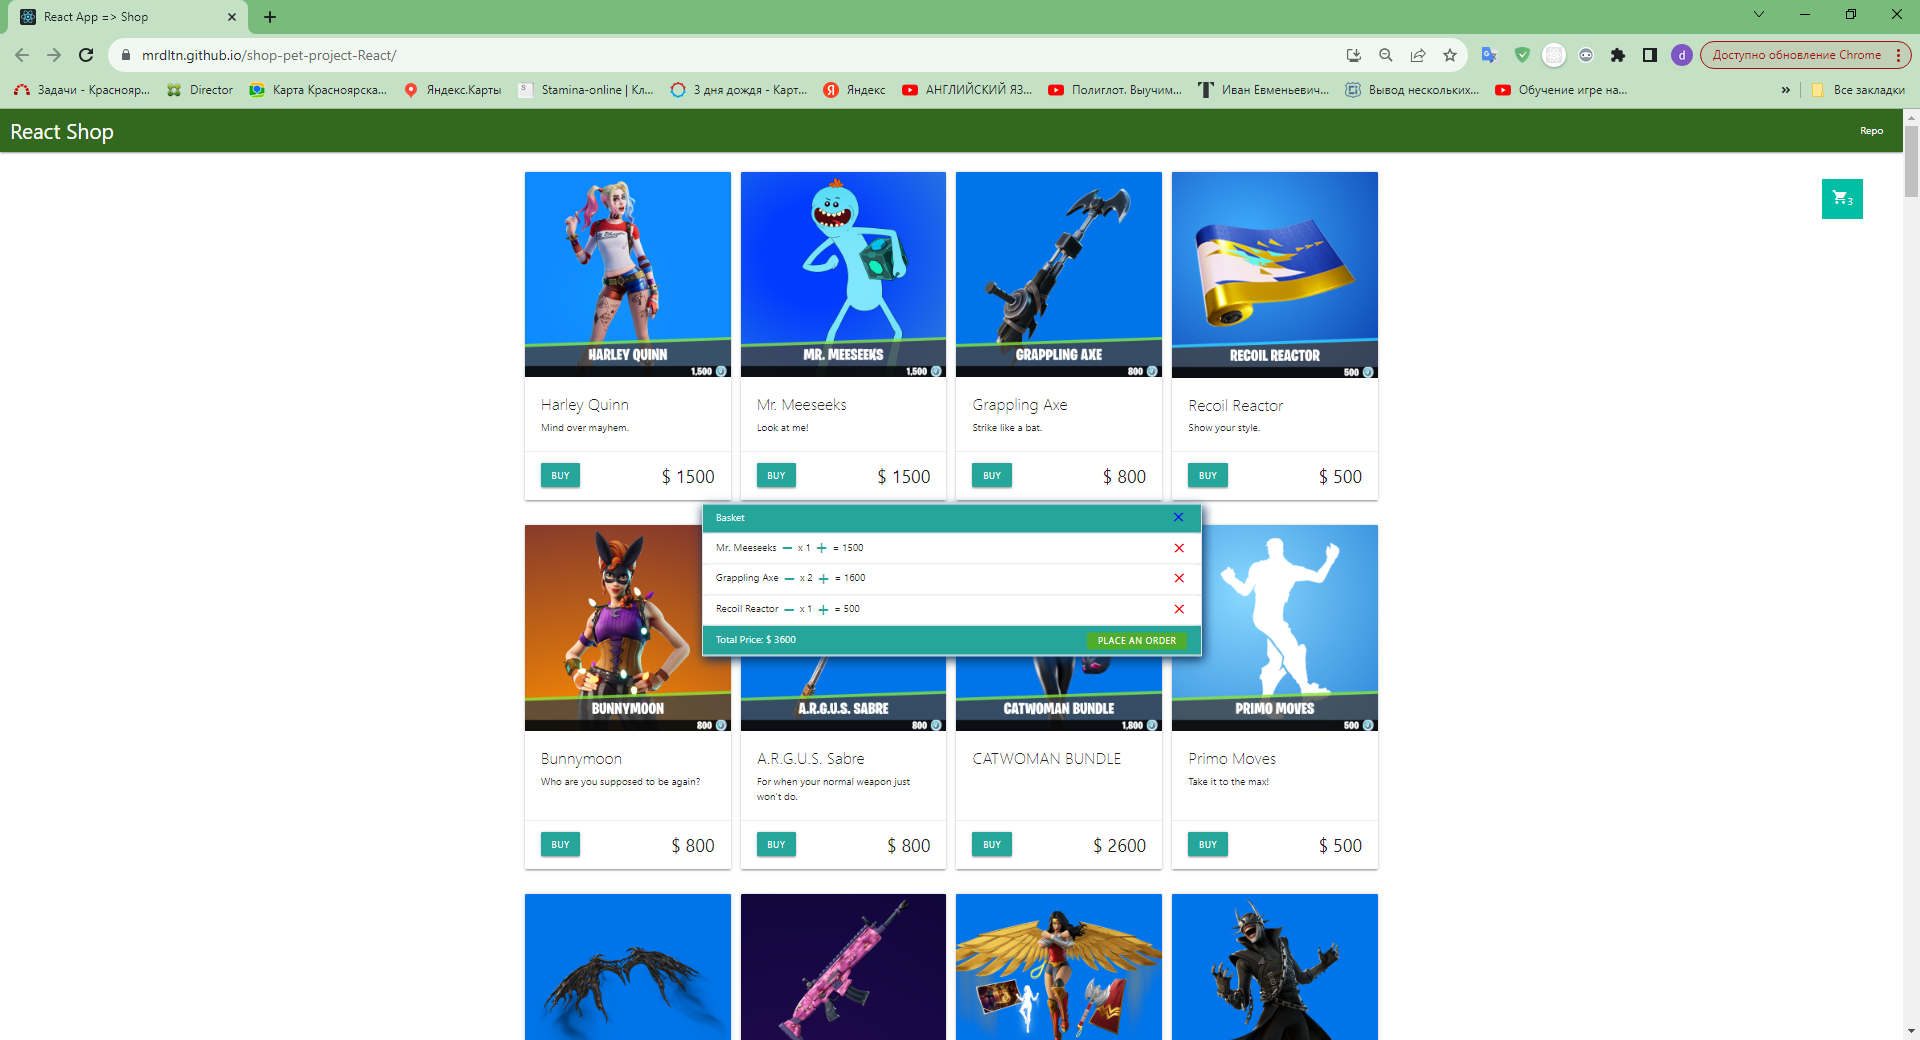 React App => Shop
mrdltn.github.io/shop-pet-project-React/
d
Доступно обновление Chrome
Задачи - Краснояр...
Director
Карта Красноярска...
Яндекс.Карты
Stamina-online | Кл...
3 дня дождя - Карт...
Яндекс
АНГЛИЙСКИЙ ЯЗ...
Полиглот. Выучим...
Иван Евменьевич...
Вывод нескольких...
Обучение игре на...
»
Все закладки
React Shop
Repo
3
HARLEY QUINN
1,500
MR. MEESEEKS
1,500
GRAPPLING AXE
800
RECOIL REACTOR
500
Harley Quinn
Mind over mayhem.
BUY
$ 1500
Mr. Meeseeks
Look at me!
BUY
$ 1500
Grappling Axe
Strike like a bat.
BUY
$ 800
Recoil Reactor
Show your style.
BUY
$ 500
Basket
Mr. Meeseeks x 1 = 1500
Grappling Axe x 2 = 1600
Recoil Reactor x 1 = 500
Total Price: $ 3600
PLACE AN ORDER
BUNNYMOON
800
A.R.G.U.S. SABRE
800
CATWOMAN BUNDLE
1,800
PRIMO MOVES
500
Bunnymoon
Who are you supposed to be again?
BUY
$ 800
A.R.G.U.S. Sabre
For when your normal weapon just
won't do.
BUY
$ 800
CATWOMAN BUNDLE
BUY
$ 2600
Primo Moves
Take it to the max!
BUY
$ 500